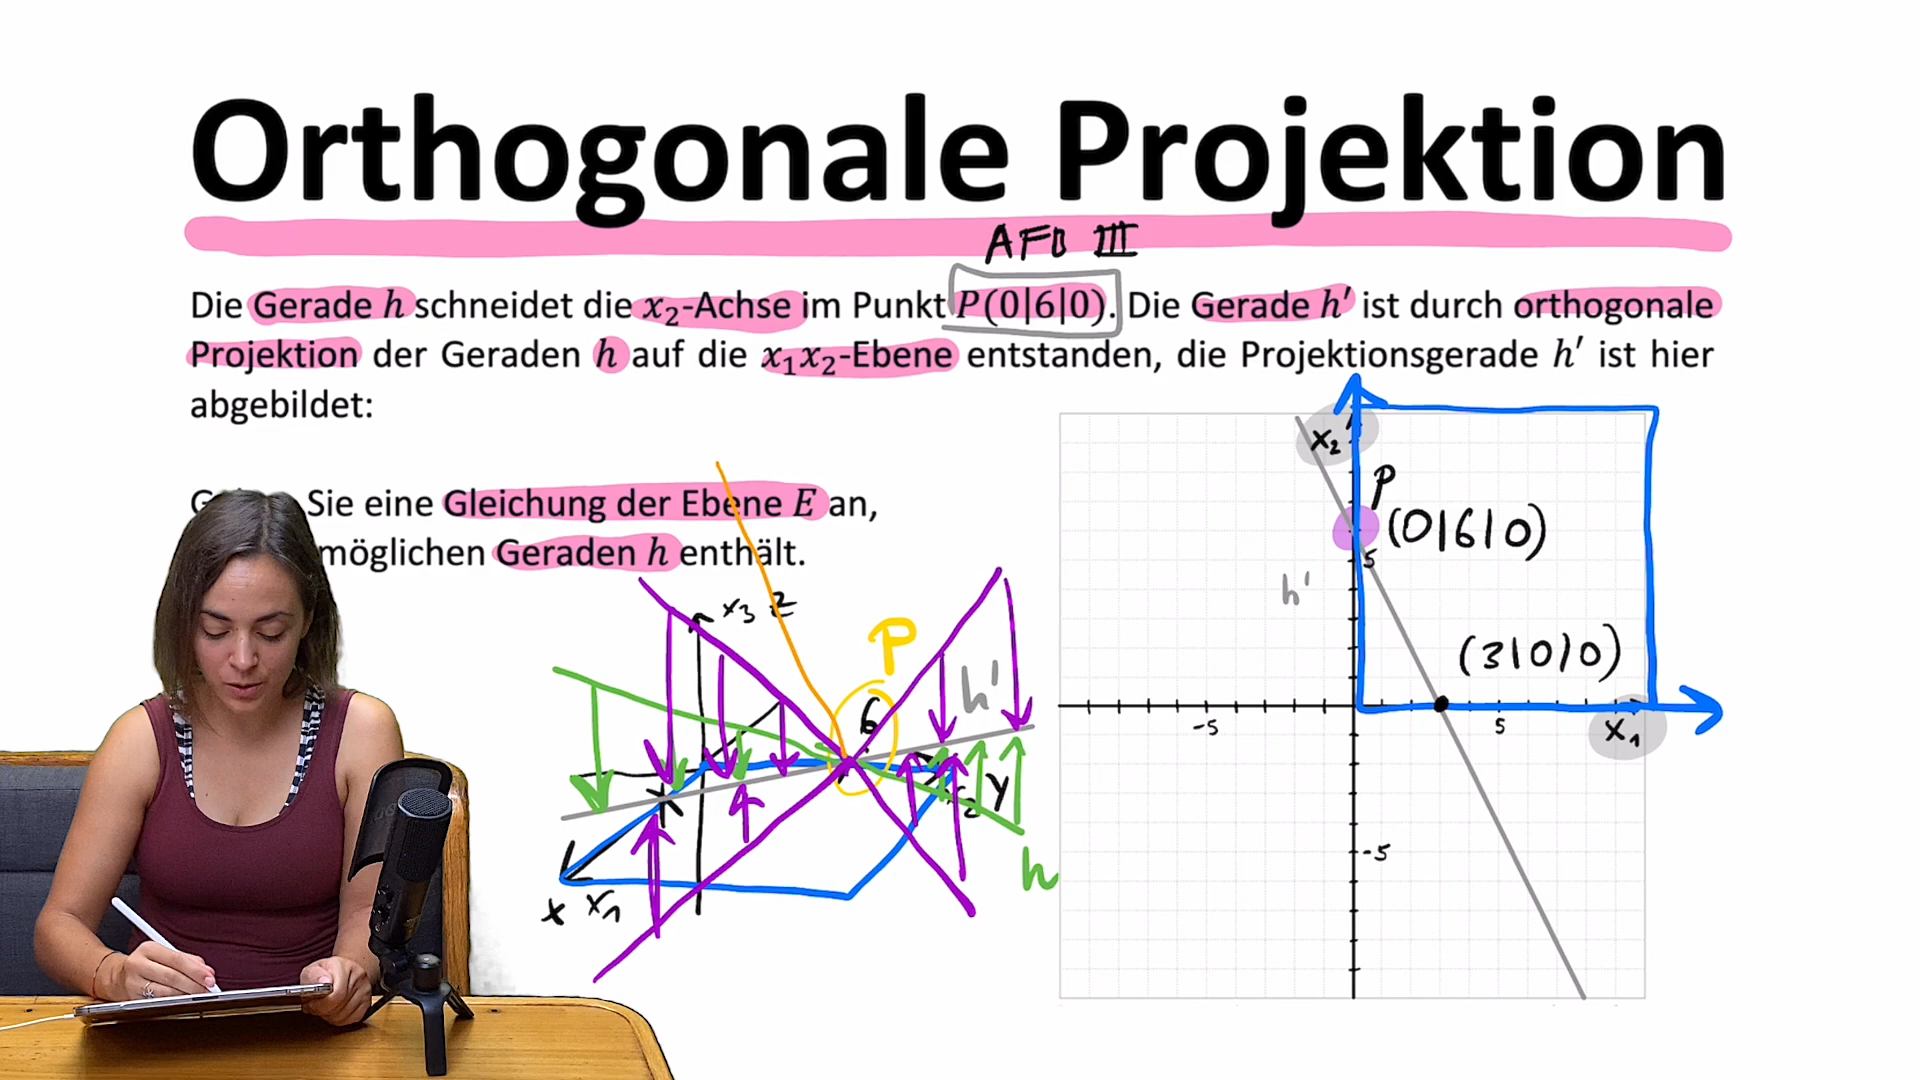 Orthogonale Projektion
AFB III
Die Gerade h schneidet die x₂-Achse im Punkt P(0|6|0). Die Gerade h′ ist durch orthogonale
Projektion der Geraden h auf die x₁x₂-Ebene entstanden, die Projektionsgerade h′ ist hier
abgebildet:
Sie eine Gleichung der Ebene E an,
möglichen Geraden h enthält.
x₃ z
P
6
h'
y
h
x x₁
x₂
P
(0|6|0)
5
h'
(3|0|0)
-5
5
x₁
-5